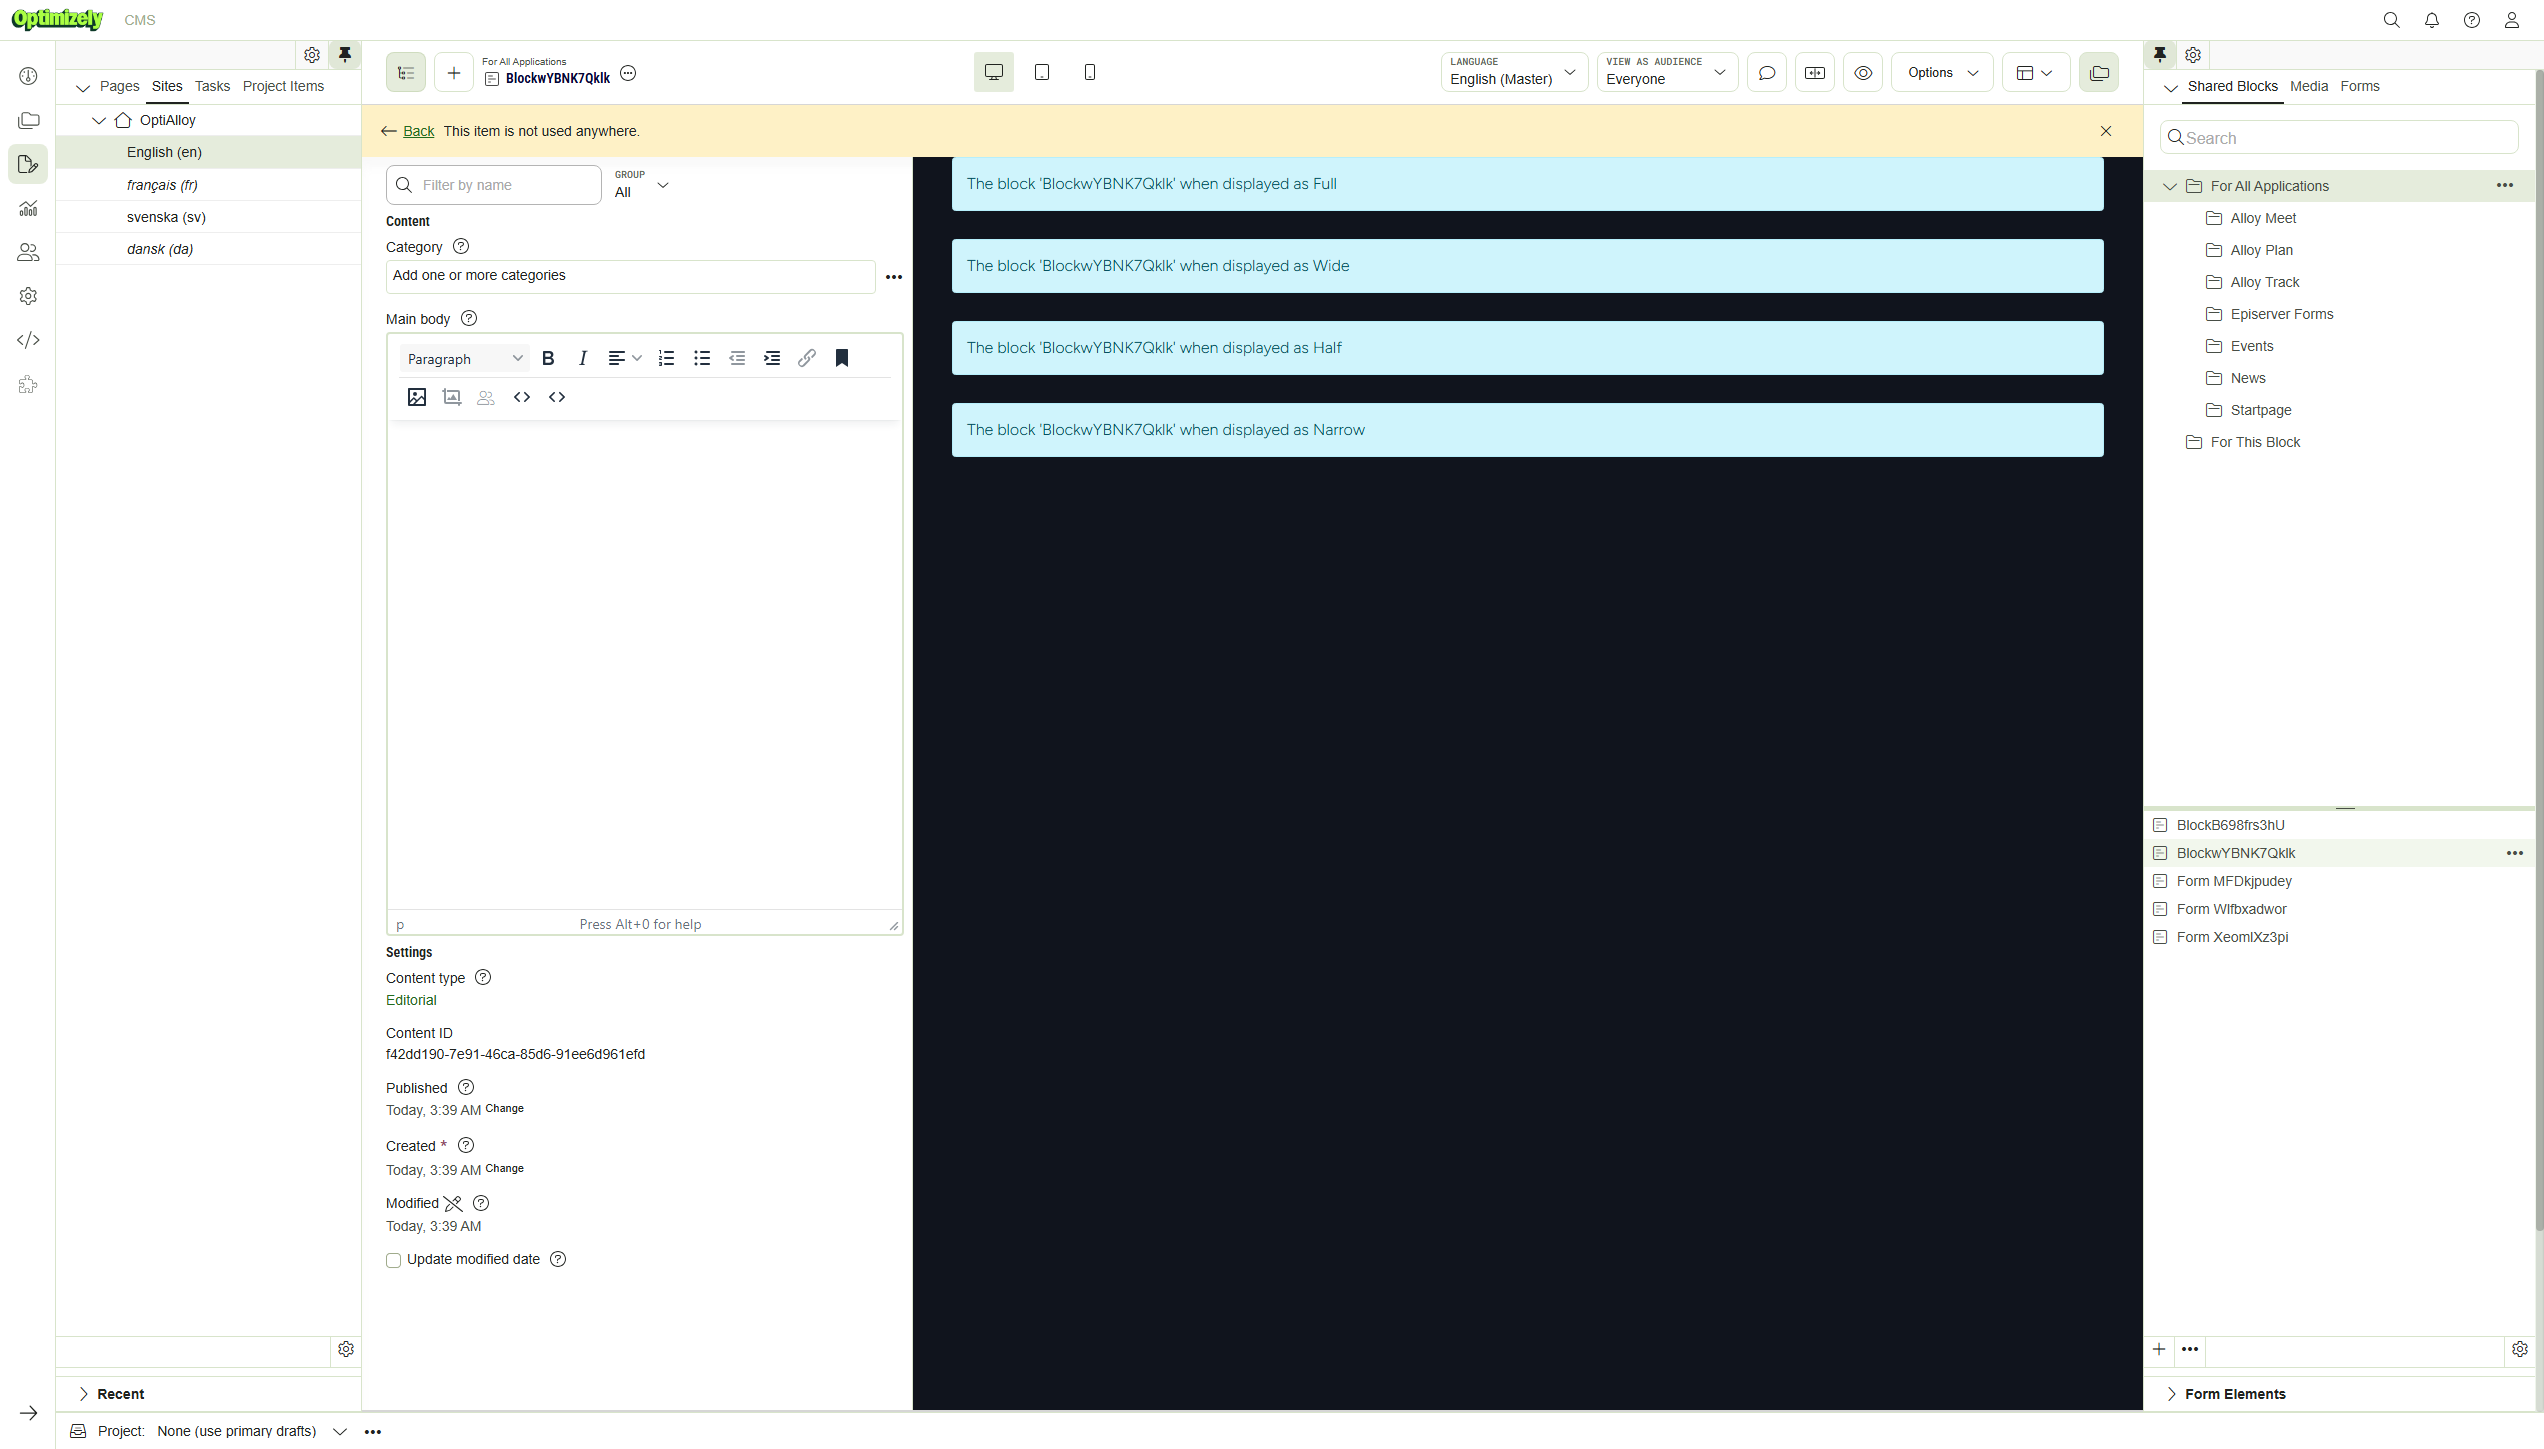 Optimizely CMS
Pages Sites Tasks Project Items
OptiAlloy
English (en)
français (fr)
svenska (sv)
dansk (da)
Recent
Project: None (use primary drafts)
For All Applications
BlockwYBNK7Qklk
LANGUAGE
English (Master)
VIEW AS AUDIENCE
Everyone
Options
Back This item is not used anywhere.
Filter by name
GROUP
All
Content
Category
Add one or more categories
Main body
Paragraph
p Press Alt+0 for help
Settings
Content type
Editorial
Content ID
f42dd190-7e91-46ca-85d6-91ee6d961efd
Published
Today, 3:39 AM Change
Created *
Today, 3:39 AM Change
Modified
Today, 3:39 AM
Update modified date
The block 'BlockwYBNK7Qklk' when displayed as Full
The block 'BlockwYBNK7Qklk' when displayed as Wide
The block 'BlockwYBNK7Qklk' when displayed as Half
The block 'BlockwYBNK7Qklk' when displayed as Narrow
Shared Blocks Media Forms
Search
For All Applications
Alloy Meet
Alloy Plan
Alloy Track
Episerver Forms
Events
News
Startpage
For This Block
BlockB698frs3hU
BlockwYBNK7Qklk
Form MFDkjpudey
Form Wlfbxadwor
Form XeomlXz3pi
Form Elements